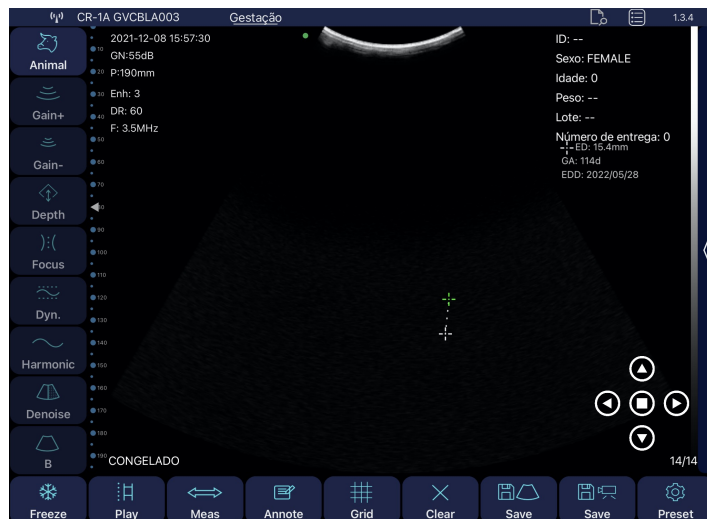 CR-1A GVCBLA003
Gestação
1.3.4
Animal
Gain+
Gain-
Depth
Focus
Dyn.
Harmonic
Denoise
B
2021-12-08 15:57:30
GN:55dB
P:190mm
Enh: 3
DR: 60
F: 3.5MHz
10
20
30
40
50
60
70
80
90
100
110
120
130
140
150
160
170
180
190
ID: --
Sexo: FEMALE
Idade: 0
Peso: --
Lote: --
Número de entrega: 0
ED: 15.4mm
GA: 114d
EDD: 2022/05/28
CONGELADO
14/14
Freeze
Play
Meas
Annote
Grid
Clear
Save
Save
Preset